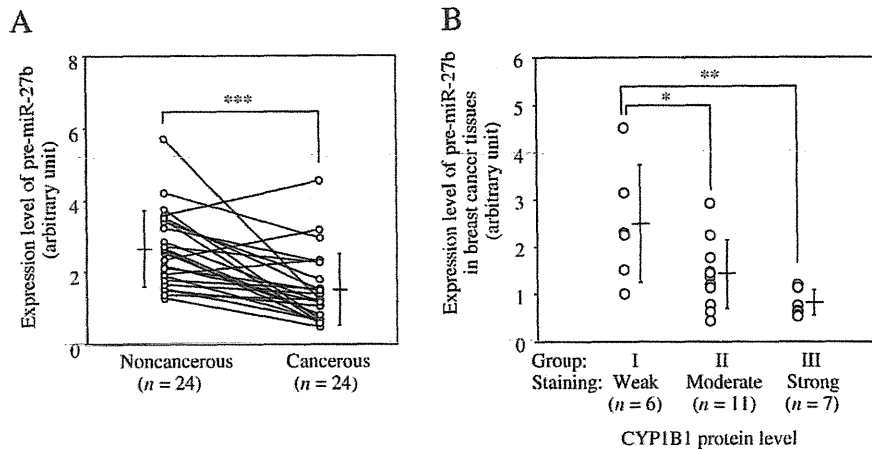 A
Expression level of pre-miR-27b
(arbitrary unit)
8
6
4
2
0
***
Noncancerous
(n = 24)
Cancerous
(n = 24)
B
Expression level of pre-miR-27b
in breast cancer tissues
(arbitrary unit)
6
5
4
3
2
1
0
**
*
Group: I II III
Staining: Weak Moderate Strong
(n = 6) (n = 11) (n = 7)
CYP1B1 protein level